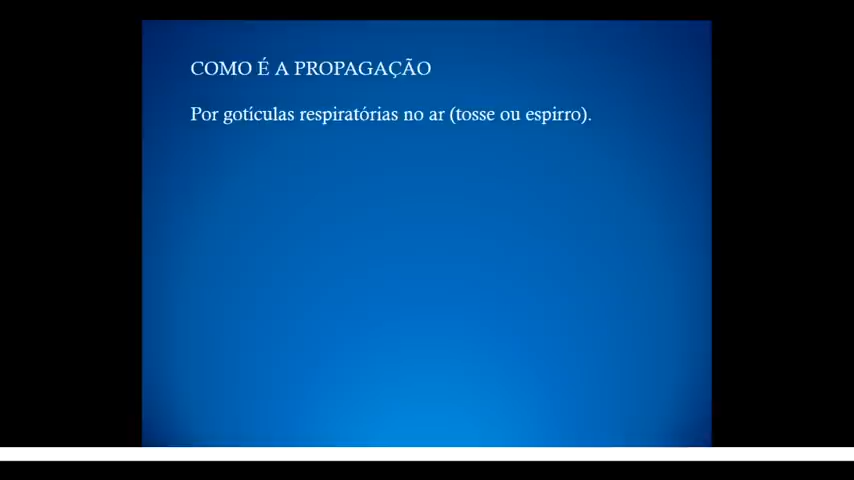 COMO É A PROPAGAÇÃO
Por gotículas respiratórias no ar (tosse ou espirro).